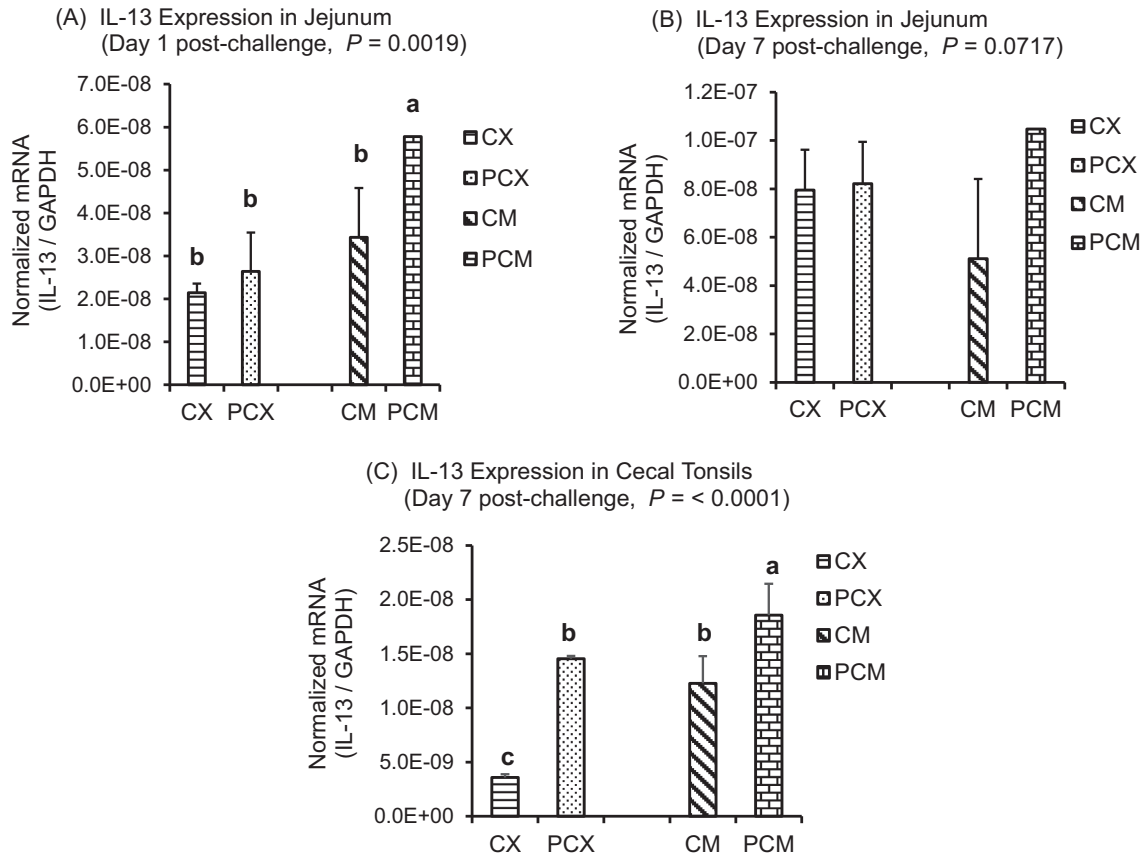 (A) IL-13 Expression in Jejunum
(Day 1 post-challenge, P = 0.0019)
Normalized mRNA
(IL-13 / GAPDH)
7.0E-08
6.0E-08
5.0E-08
4.0E-08
3.0E-08
2.0E-08
1.0E-08
0.0E+00
b
b
b
a
CX
PCX
CM
PCM
CX PCX CM PCM
(B) IL-13 Expression in Jejunum
(Day 7 post-challenge, P = 0.0717)
Normalized mRNA
(IL-13 / GAPDH)
1.2E-07
1.0E-07
8.0E-08
6.0E-08
4.0E-08
2.0E-08
0.0E+00
CX
PCX
CM
PCM
CX PCX CM PCM
(C) IL-13 Expression in Cecal Tonsils
(Day 7 post-challenge, P = < 0.0001)
Normalized mRNA
(IL-13 / GAPDH)
2.5E-08
2.0E-08
1.5E-08
1.0E-08
5.0E-09
0.0E+00
c
b
b
a
CX
PCX
CM
PCM
CX PCX CM PCM